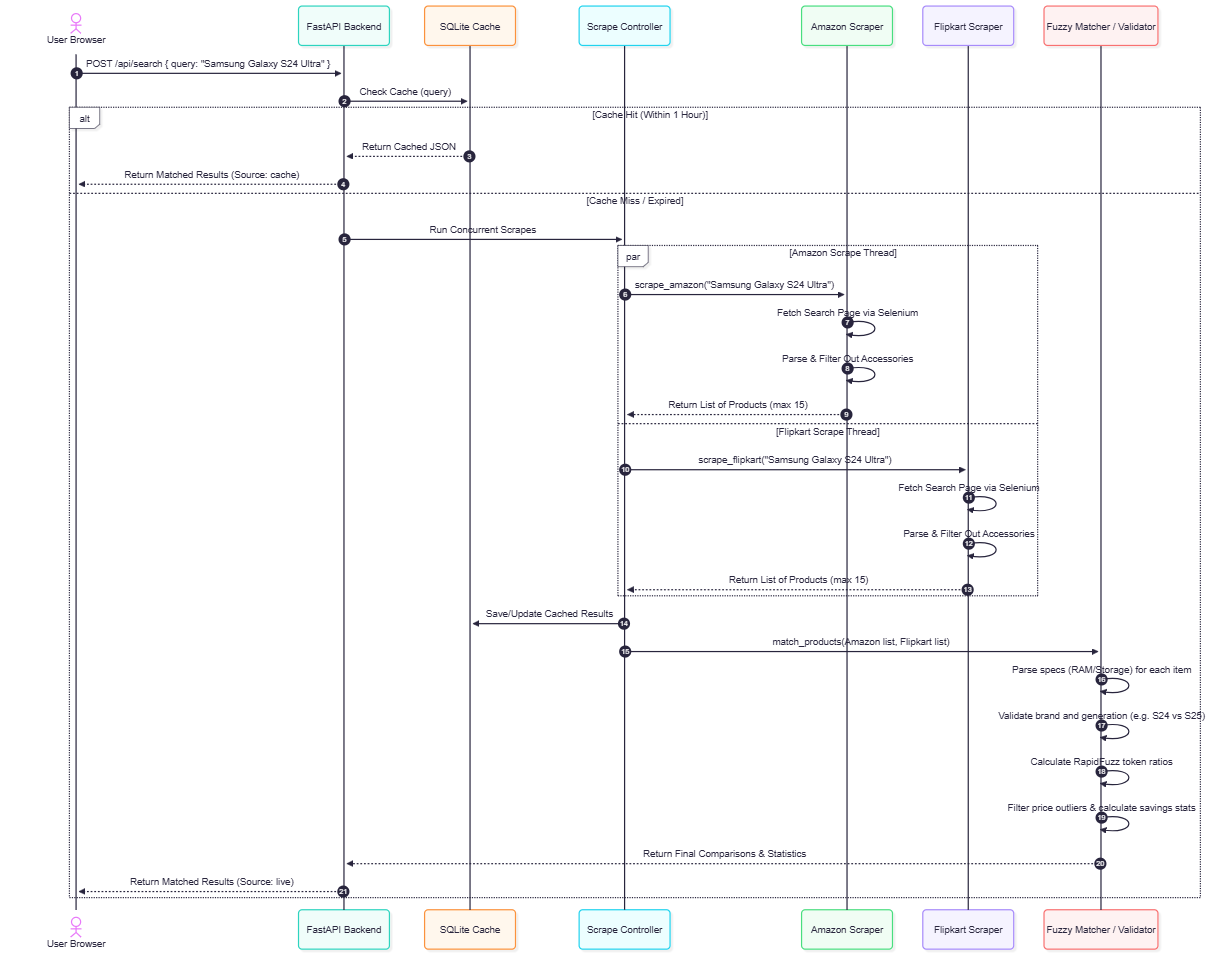 User Browser
FastAPI Backend
SQLite Cache
Scrape Controller
Amazon Scraper
Flipkart Scraper
Fuzzy Matcher / Validator
1
POST /api/search { query: "Samsung Galaxy S24 Ultra" }
2
Check Cache (query)
alt
[Cache Hit (Within 1 Hour)]
Return Cached JSON
3
Return Matched Results (Source: cache)
4
[Cache Miss / Expired]
5
Run Concurrent Scrapes
par
[Amazon Scrape Thread]
6
scrape_amazon("Samsung Galaxy S24 Ultra")
Fetch Search Page via Selenium
7
Parse & Filter Out Accessories
8
Return List of Products (max 15)
9
[Flipkart Scrape Thread]
10
scrape_flipkart("Samsung Galaxy S24 Ultra")
Fetch Search Page via Selenium
11
Parse & Filter Out Accessories
12
Return List of Products (max 15)
13
Save/Update Cached Results
14
15
match_products(Amazon list, Flipkart list)
Parse specs (RAM/Storage) for each item
16
Validate brand and generation (e.g. S24 vs S25)
17
Calculate RapidFuzz token ratios
18
Filter price outliers & calculate savings stats
19
Return Final Comparisons & Statistics
20
Return Matched Results (Source: live)
21
User Browser
FastAPI Backend
SQLite Cache
Scrape Controller
Amazon Scraper
Flipkart Scraper
Fuzzy Matcher / Validator